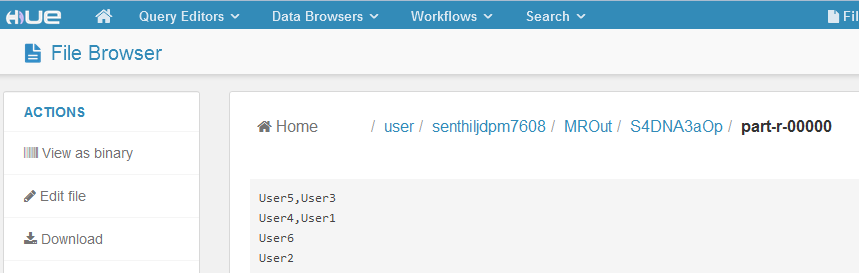 HUE Query Editors Data Browsers Workflows Search Fil
File Browser
ACTIONS
View as binary
Edit file
Download
Home / user / senthiljdpm7608 / MROut / S4DNA3aOp / part-r-00000
User5,User3
User4,User1
User6
User2